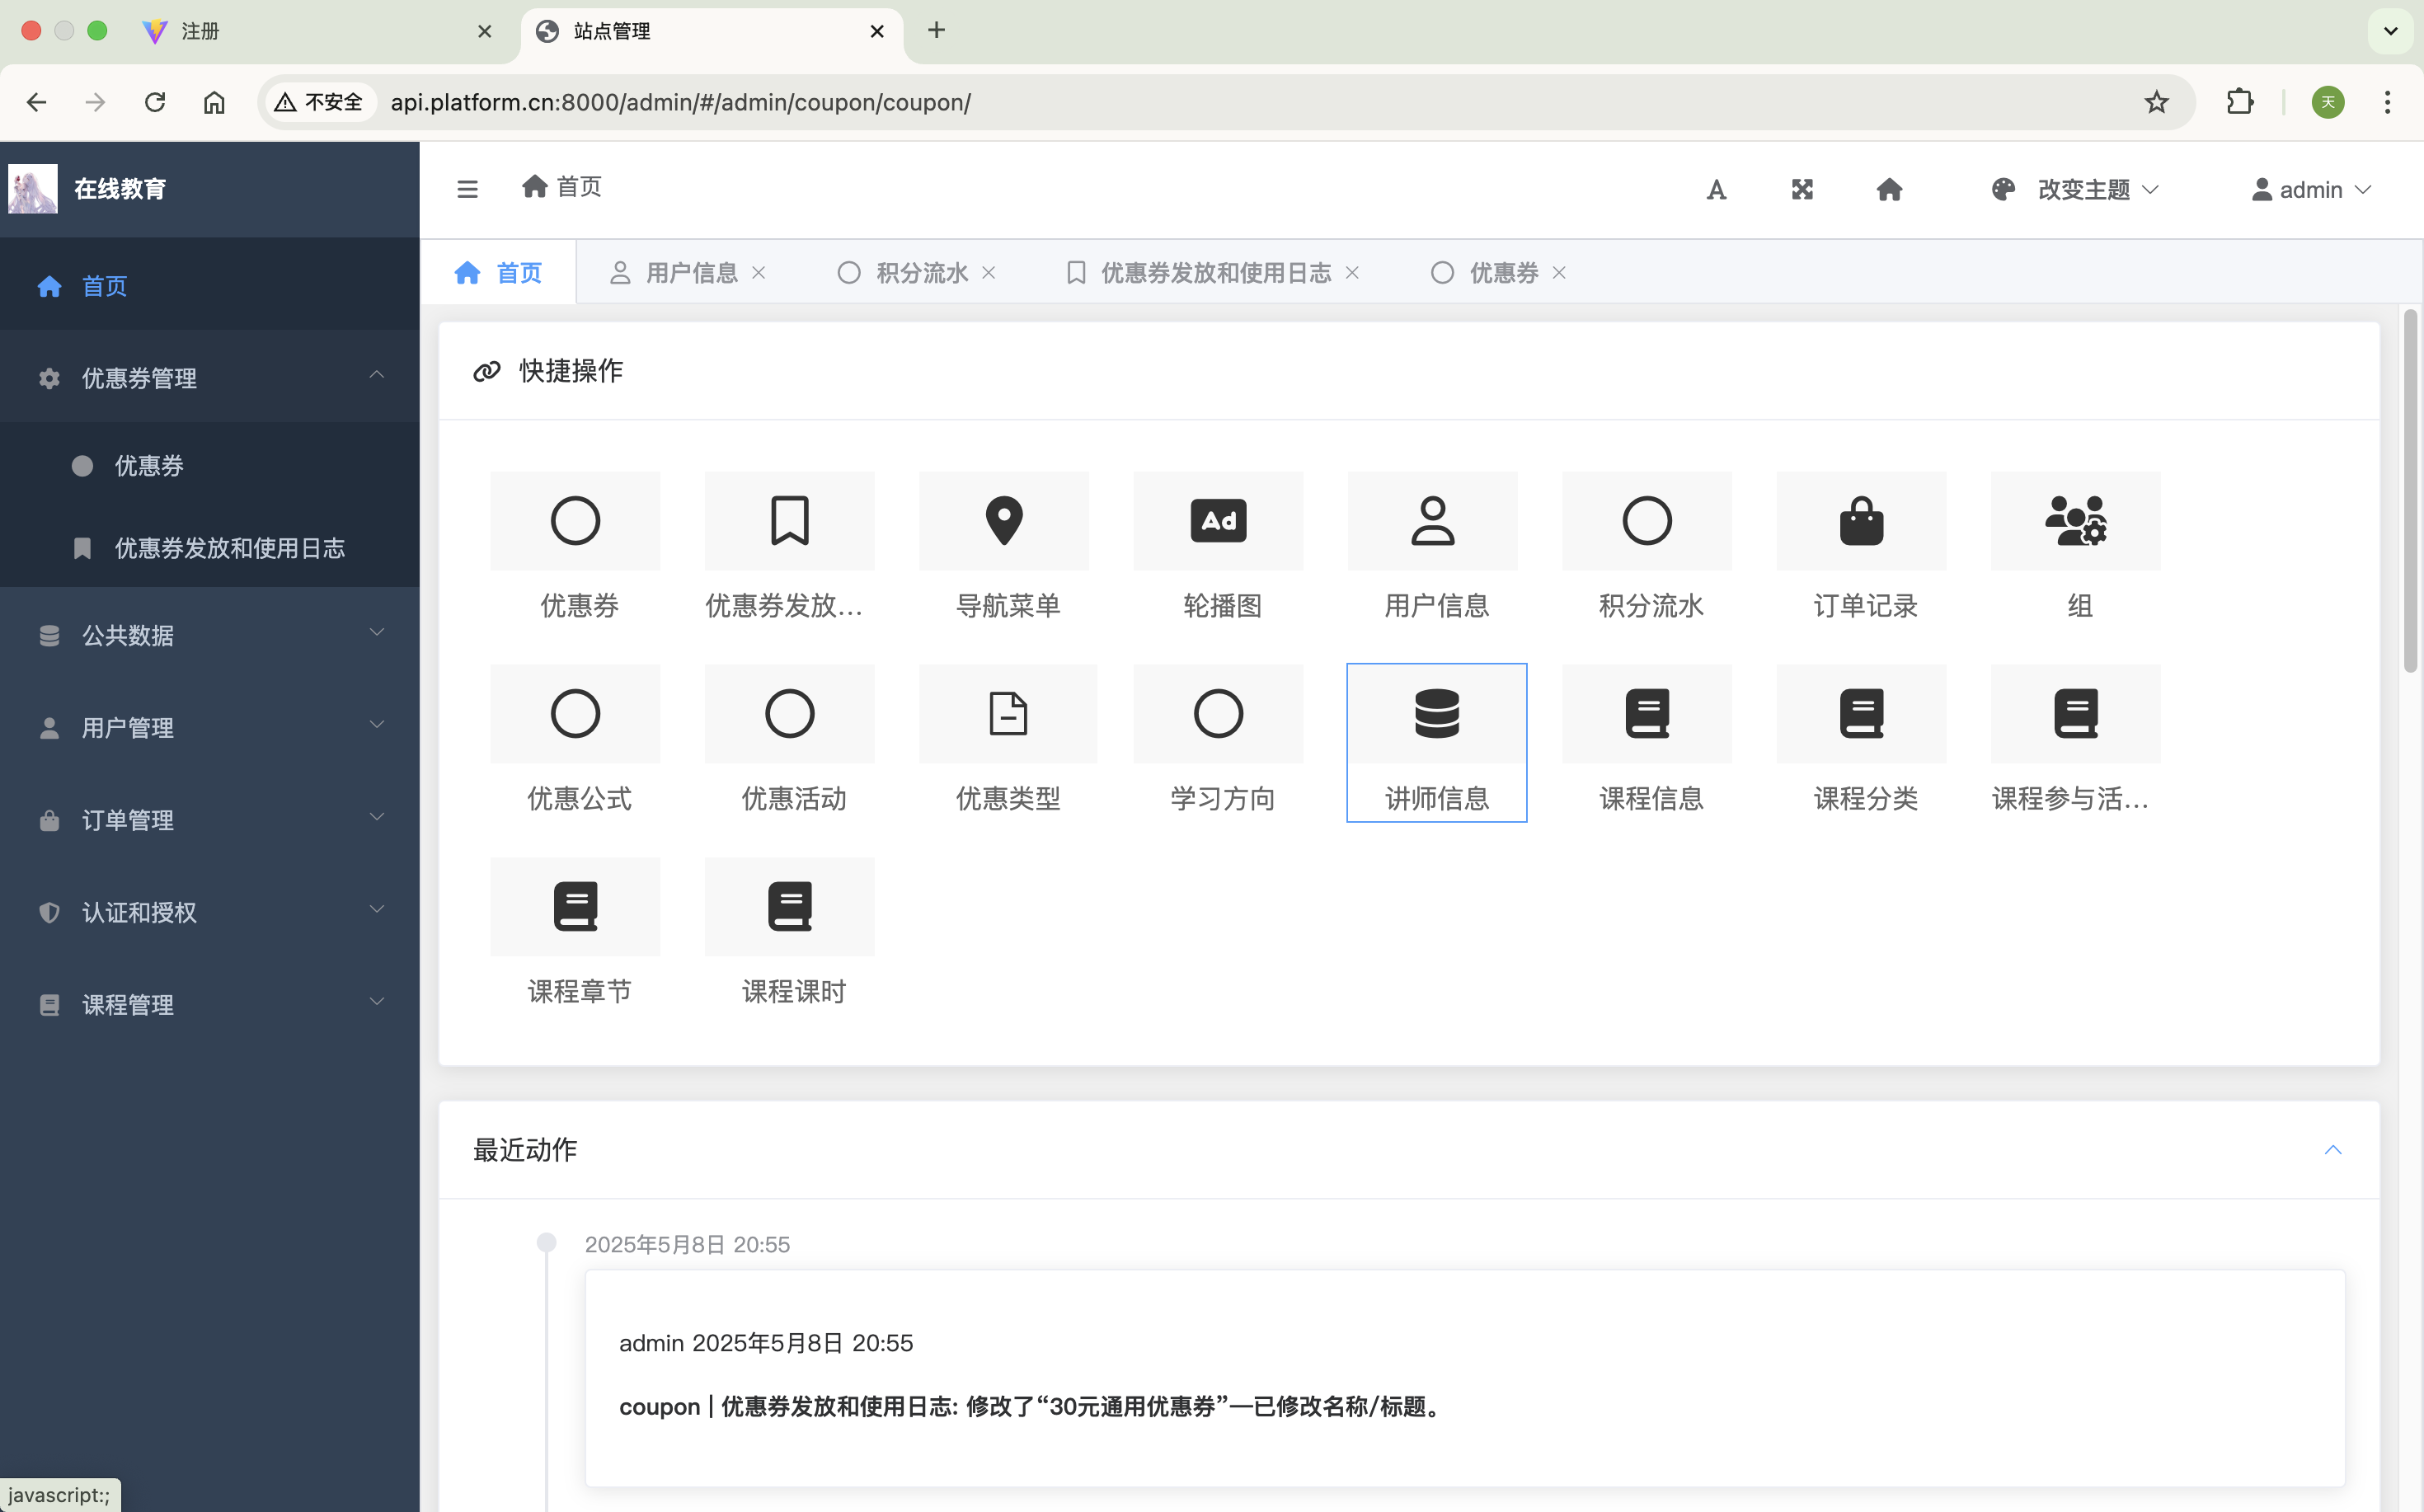 注册
站点管理
不安全
api.platform.cn:8000/admin/#/admin/coupon/coupon/
天
在线教育
首页
改变主题
admin
首页
用户信息
积分流水
优惠券发放和使用日志
优惠券
首页
优惠券管理
优惠券
优惠券发放和使用日志
公共数据
用户管理
订单管理
认证和授权
课程管理
快捷操作
优惠券
优惠券发放...
导航菜单
Ad
轮播图
用户信息
积分流水
订单记录
组
优惠公式
优惠活动
优惠类型
学习方向
讲师信息
课程信息
课程分类
课程参与活...
课程章节
课程课时
最近动作
2025年5月8日 20:55
admin 2025年5月8日 20:55
coupon | 优惠券发放和使用日志: 修改了“30元通用优惠券”—已修改名称/标题。
javascript:;